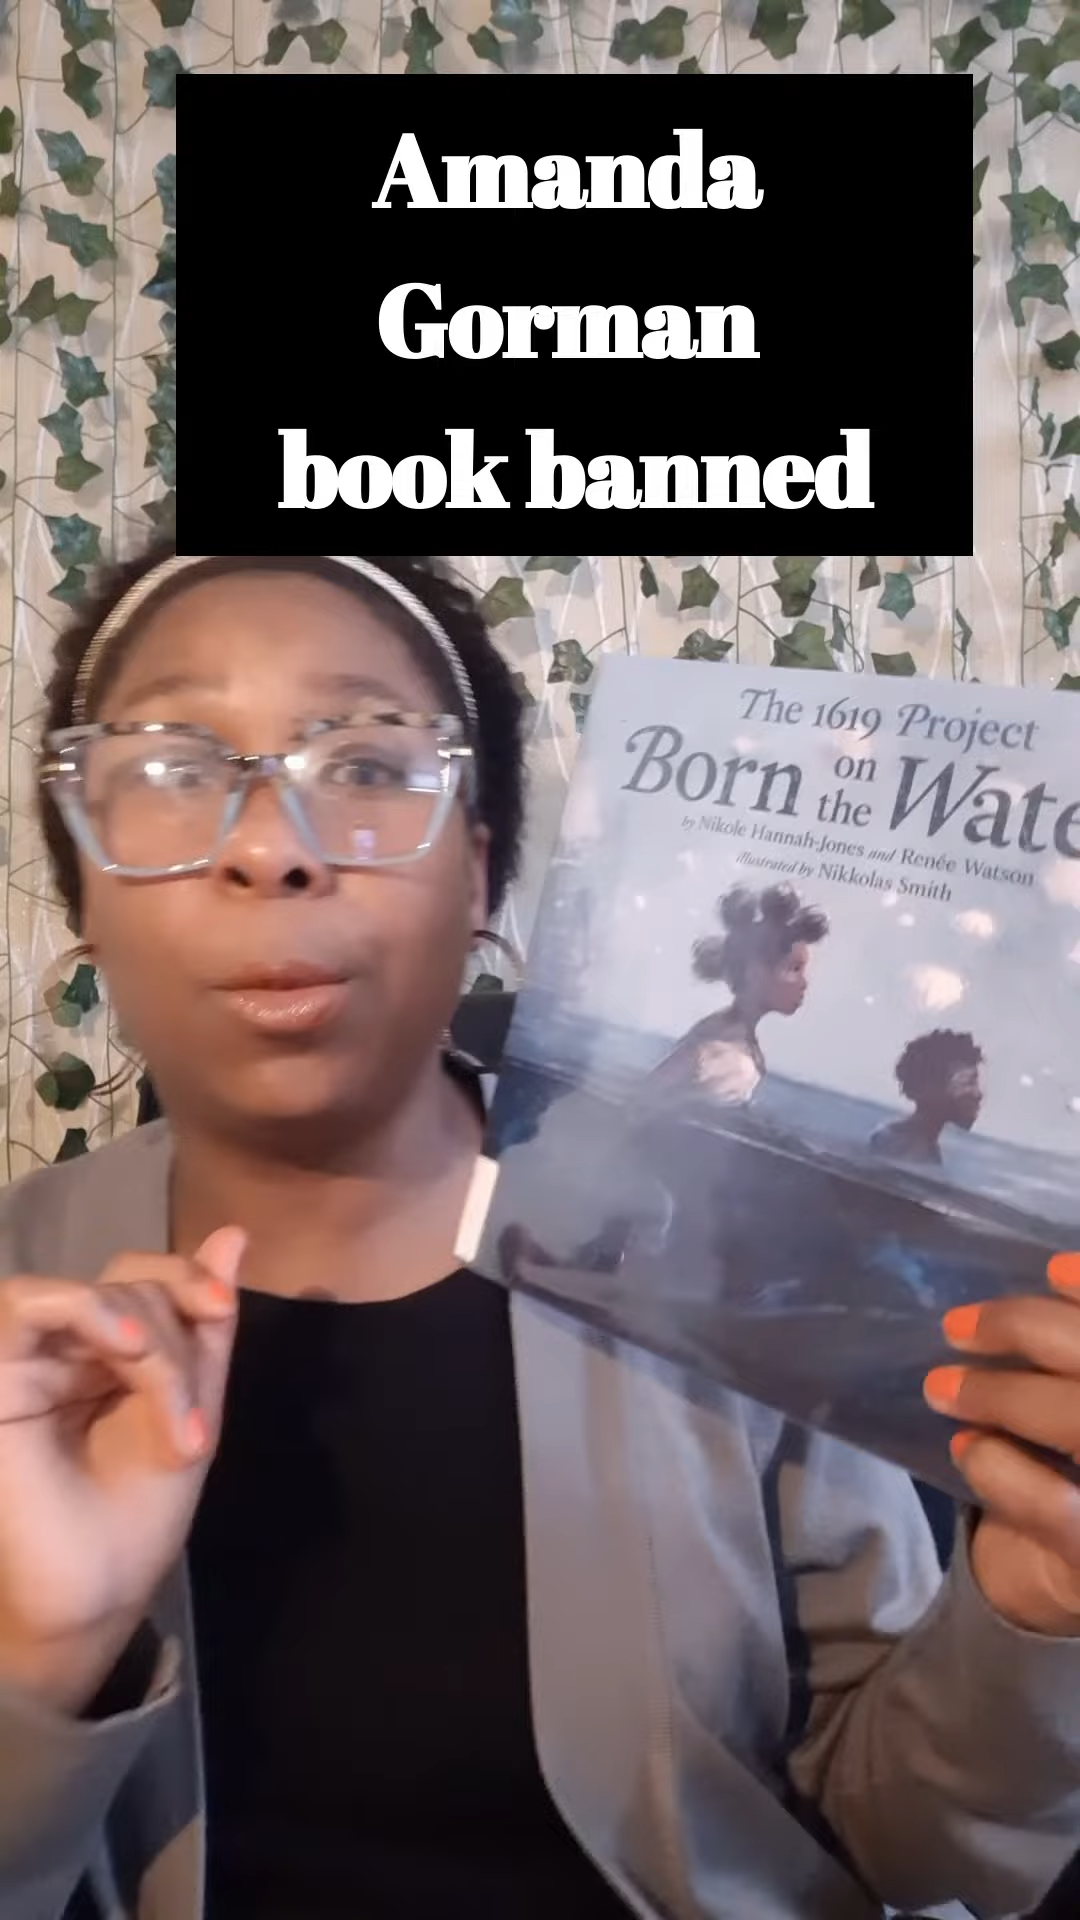 Amanda
Gorman
book banned
The 1619 Project
Born on the Wate
by Nikole Hannah-Jones and Renée Watson
illustrated by Nikkolas Smith